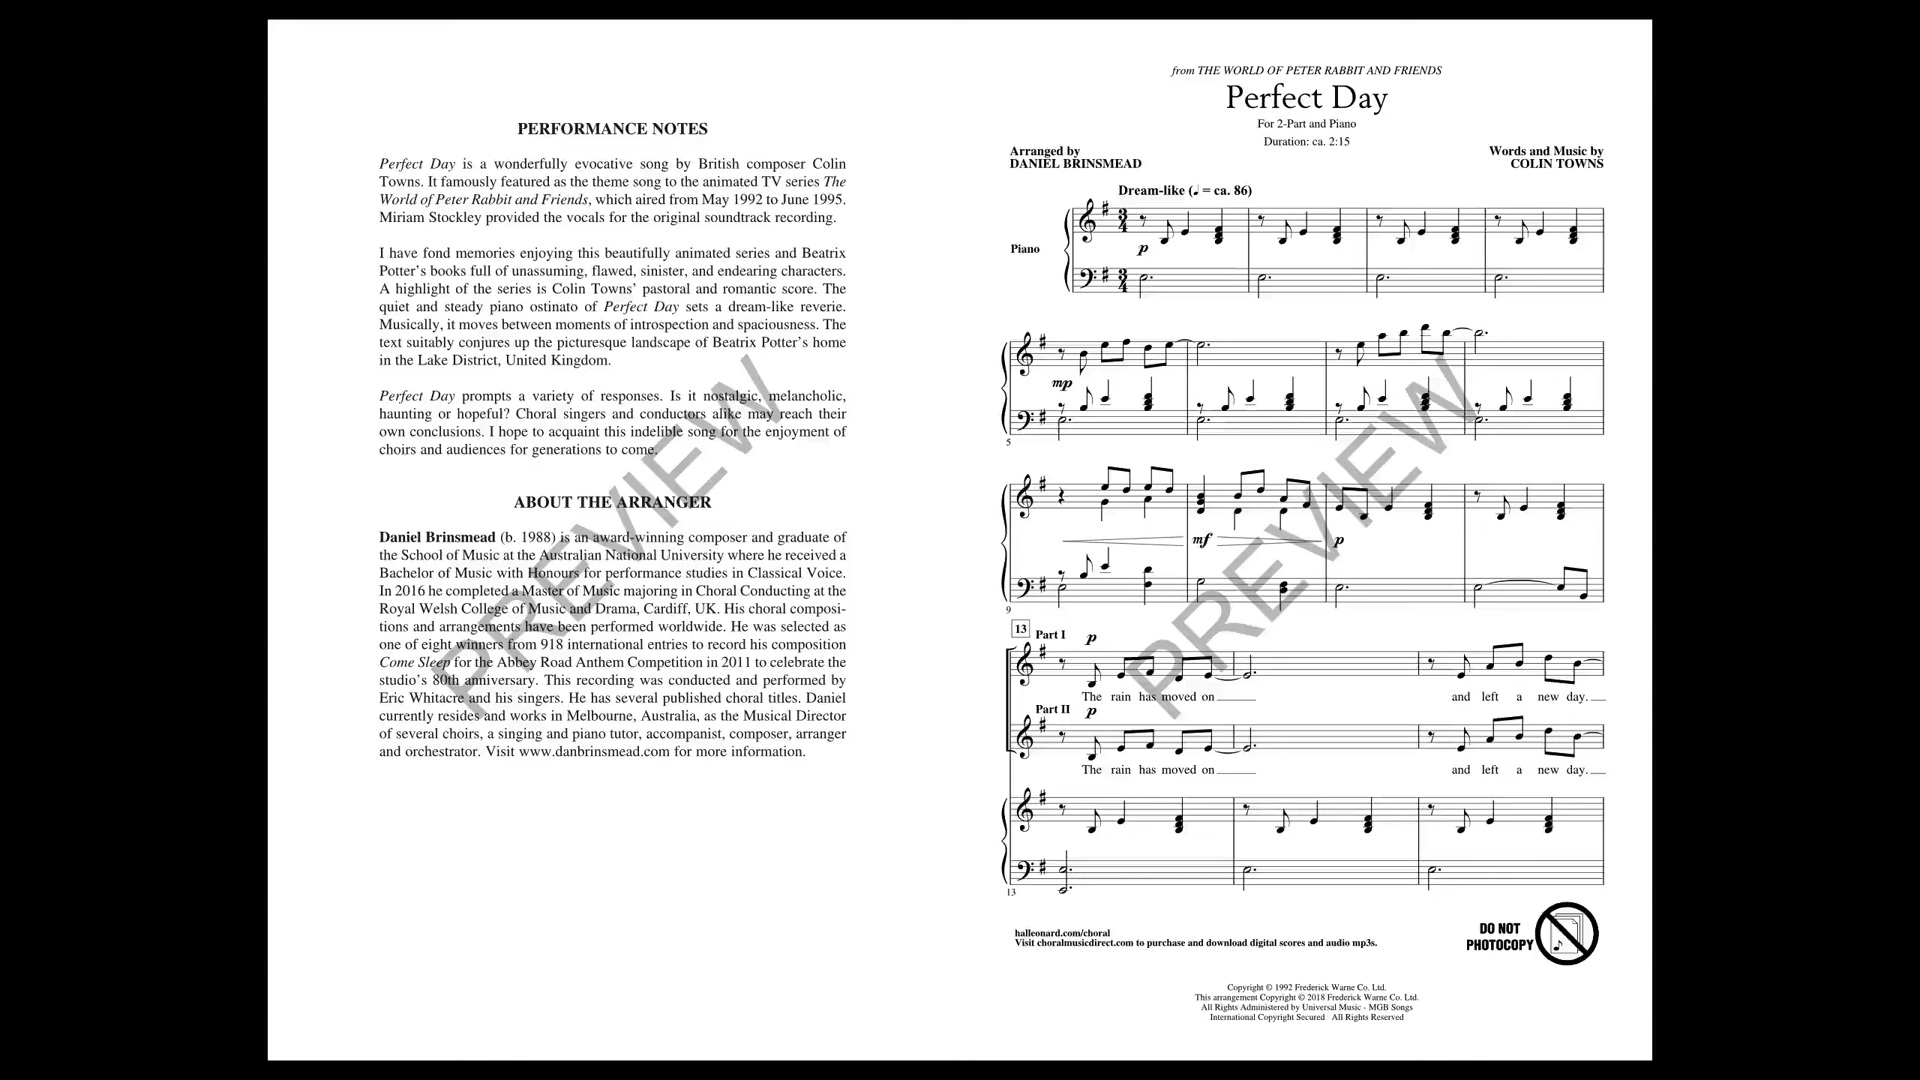 PERFORMANCE NOTES
Perfect Day is a wonderfully evocative song by British composer Colin
Towns. It famously featured as the theme song to the animated TV series The
World of Peter Rabbit and Friends, which aired from May 1992 to June 1995.
Miriam Stockley provided the vocals for the original soundtrack recording.
I have fond memories enjoying this beautifully animated series and Beatrix
Potter's books full of unassuming, flawed, sinister, and endearing characters.
A highlight of the series is Colin Towns' pastoral and romantic score. The
quiet and steady piano ostinato of Perfect Day sets a dream-like reverie.
Musically, it moves between moments of introspection and spaciousness. The
text suitably conjures up the picturesque landscape of Beatrix Potter's home
in the Lake District, United Kingdom.
Perfect Day prompts a variety of responses. Is it nostalgic, melancholic,
haunting or hopeful? Choral singers and conductors alike may reach their
own conclusions. I hope to acquaint this indelible song for the enjoyment of
choirs and audiences for generations to come.
ABOUT THE ARRANGER
Daniel Brinsmead (b. 1988) is an award-winning composer and graduate of
the School of Music at the Australian National University where he received a
Bachelor of Music with Honours for performance studies in Classical Voice.
In 2016 he completed a Master of Music majoring in Choral Conducting at the
Royal Welsh College of Music and Drama, Cardiff, UK. His choral composi-
tions and arrangements have been performed worldwide. He was selected as
one of eight winners from 918 international entries to record his composition
Come Sleep for the Abbey Road Anthem Competition in 2011 to celebrate the
studio's 80th anniversary. This recording was conducted and performed by
Eric Whitacre and his singers. He has several published choral titles. Daniel
currently resides and works in Melbourne, Australia, as the Musical Director
of several choirs, a singing and piano tutor, accompanist, composer, arranger
and orchestrator. Visit www.danbrinsmead.com for more information.
PREVIEW
from THE WORLD OF PETER RABBIT AND FRIENDS
Perfect Day
For 2-Part and Piano
Duration: ca. 2:15
Arranged by
DANIEL BRINSMEAD
Words and Music by
COLIN TOWNS
Dream-like (♩ = ca. 86)
Piano
3
4
p
3
4
mp
5
mf
p
9
13
Part I
p
The rain has moved on and left a new day.
Part II
p
The rain has moved on and left a new day.
13
PREVIEW
halleonard.com/choral
Visit choralmusicdirect.com to purchase and download digital scores and audio mp3s.
DO NOT
PHOTOCOPY
Copyright © 1992 Frederick Warne Co. Ltd.
This arrangement Copyright © 2018 Frederick Warne Co. Ltd.
All Rights Administered by Universal Music - MGB Songs
International Copyright Secured All Rights Reserved